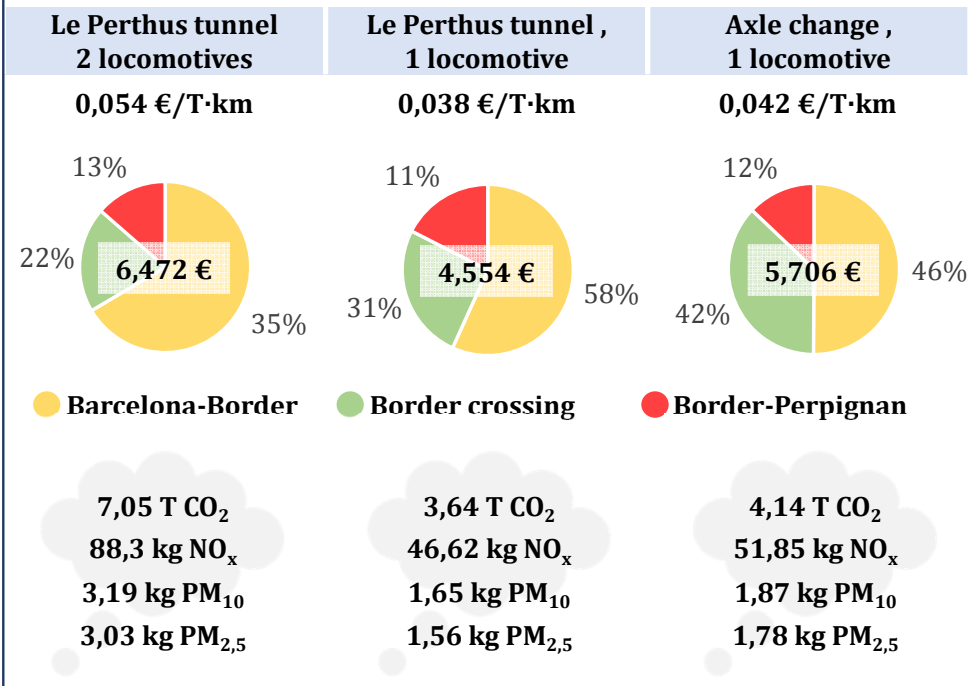 Le Perthus tunnel
2 locomotives
Le Perthus tunnel ,
1 locomotive
Axle change ,
1 locomotive
0,054 €/T·km
0,038 €/T·km
0,042 €/T·km
13%
22%
6,472 €
35%
11%
31%
4,554 €
58%
12%
42%
5,706 €
46%
Barcelona-Border
Border crossing
Border-Perpignan
7,05 T CO₂
88,3 kg NOₓ
3,19 kg PM₁₀
3,03 kg PM₂,₅
3,64 T CO₂
46,62 kg NOₓ
1,65 kg PM₁₀
1,56 kg PM₂,₅
4,14 T CO₂
51,85 kg NOₓ
1,87 kg PM₁₀
1,78 kg PM₂,₅